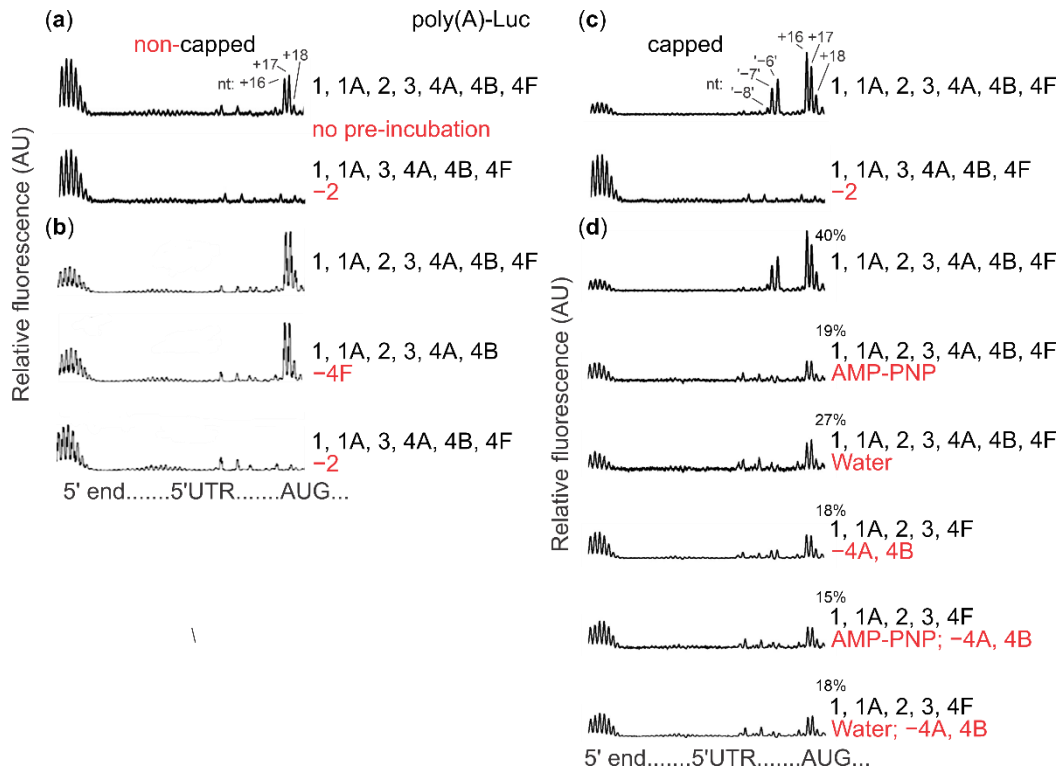 (a)
poly(A)-Luc
non-capped
+18
+17
nt: +16
1, 1A, 2, 3, 4A, 4B, 4F
no pre-incubation
1, 1A, 3, 4A, 4B, 4F
−2
(b)
1, 1A, 2, 3, 4A, 4B, 4F
1, 1A, 2, 3, 4A, 4B
−4F
1, 1A, 3, 4A, 4B, 4F
−2
Relative fluorescence (AU)
5' end.......5'UTR.......AUG...
\
(c)
capped
+16
+17
+18
'−6'
'−7'
nt: '−8'
1, 1A, 2, 3, 4A, 4B, 4F
1, 1A, 3, 4A, 4B, 4F
−2
(d)
40%
1, 1A, 2, 3, 4A, 4B, 4F
19%
1, 1A, 2, 3, 4A, 4B, 4F
AMP-PNP
27%
1, 1A, 2, 3, 4A, 4B, 4F
Water
18%
1, 1A, 2, 3, 4F
−4A, 4B
15%
1, 1A, 2, 3, 4F
AMP-PNP; −4A, 4B
18%
1, 1A, 2, 3, 4F
Water; −4A, 4B
Relative fluorescence (AU)
5' end.......5'UTR.......AUG...